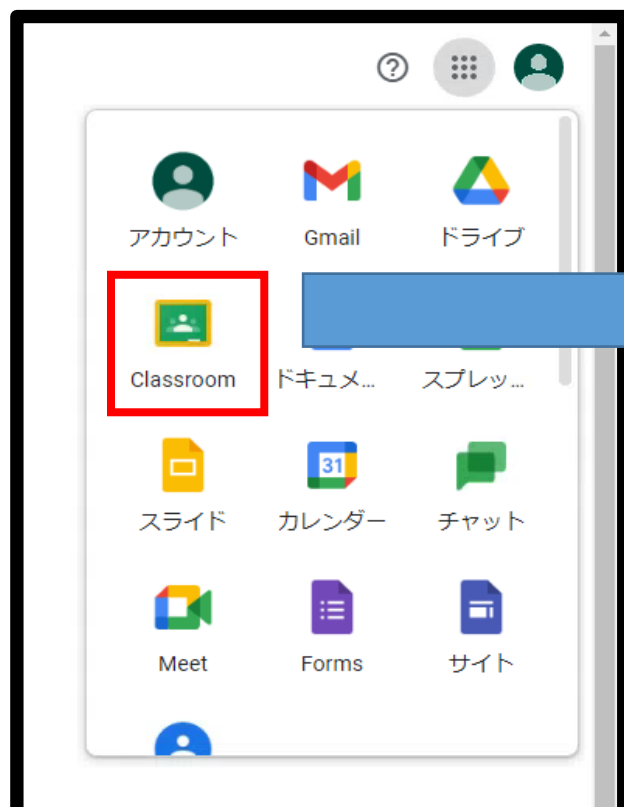 アカウント
Gmail
ドライブ
Classroom
ドキュメ...
スプレッ...
スライド
31
カレンダー
チャット
Meet
Forms
サイト